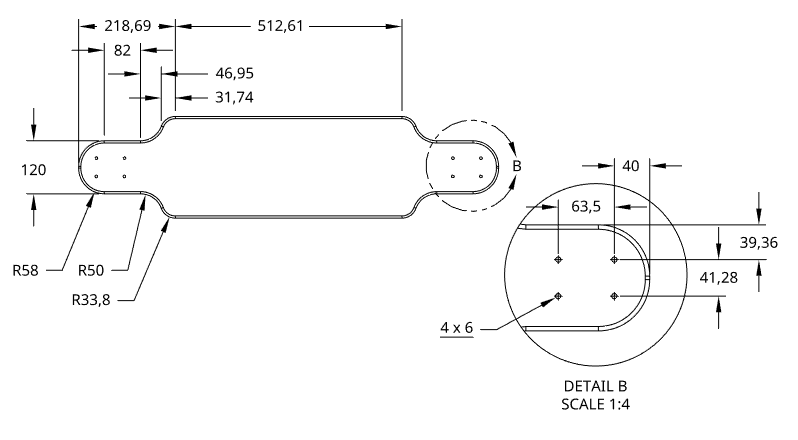 218,69
512,61
82
46,95
31,74
120
B
40
63,5
39,36
41,28
R58
R50
R33,8
4 x 6
DETAIL B
SCALE 1:4